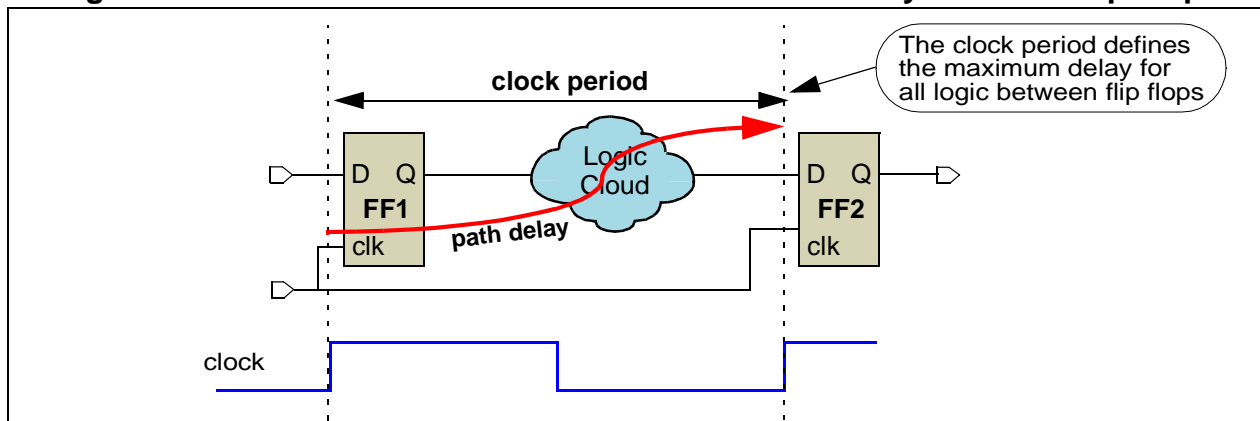 clock period
The clock period defines
the maximum delay for
all logic between flip flops
D Q
FF1
clk
path delay
Logic
Cloud
D Q
FF2
clk
clock